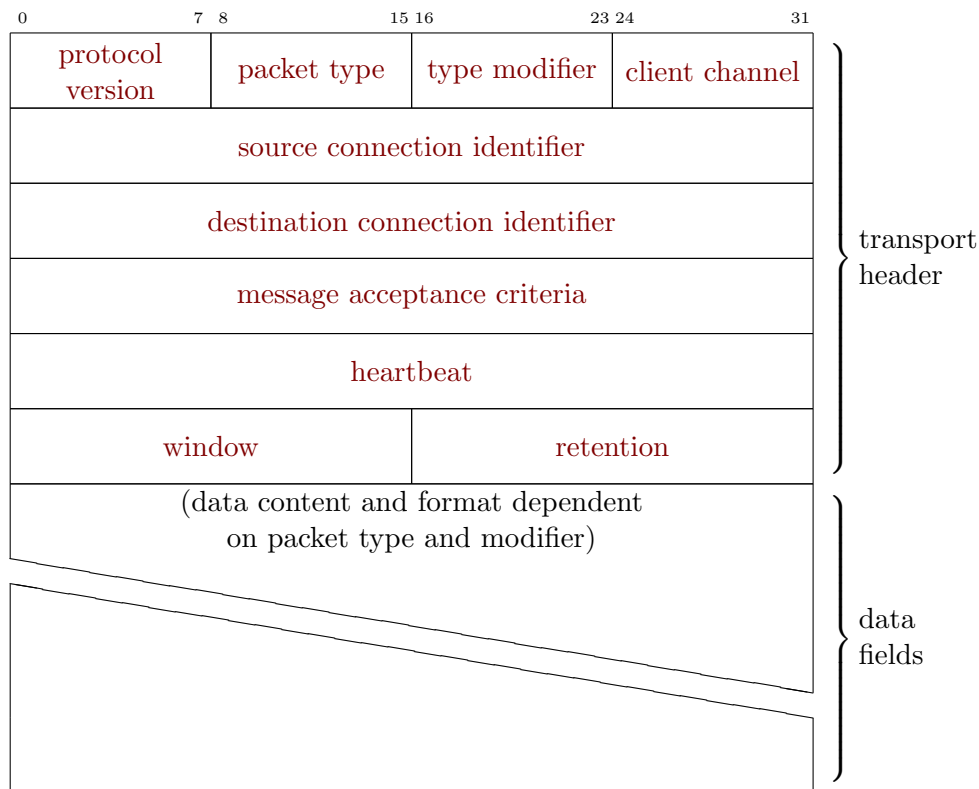 0 7 8 15 16 23 24 31
protocol
version
packet type
type modifier
client channel
source connection identifier
destination connection identifier
message acceptance criteria
heartbeat
window
retention
transport
header
(data content and format dependent
on packet type and modifier)
data
fields